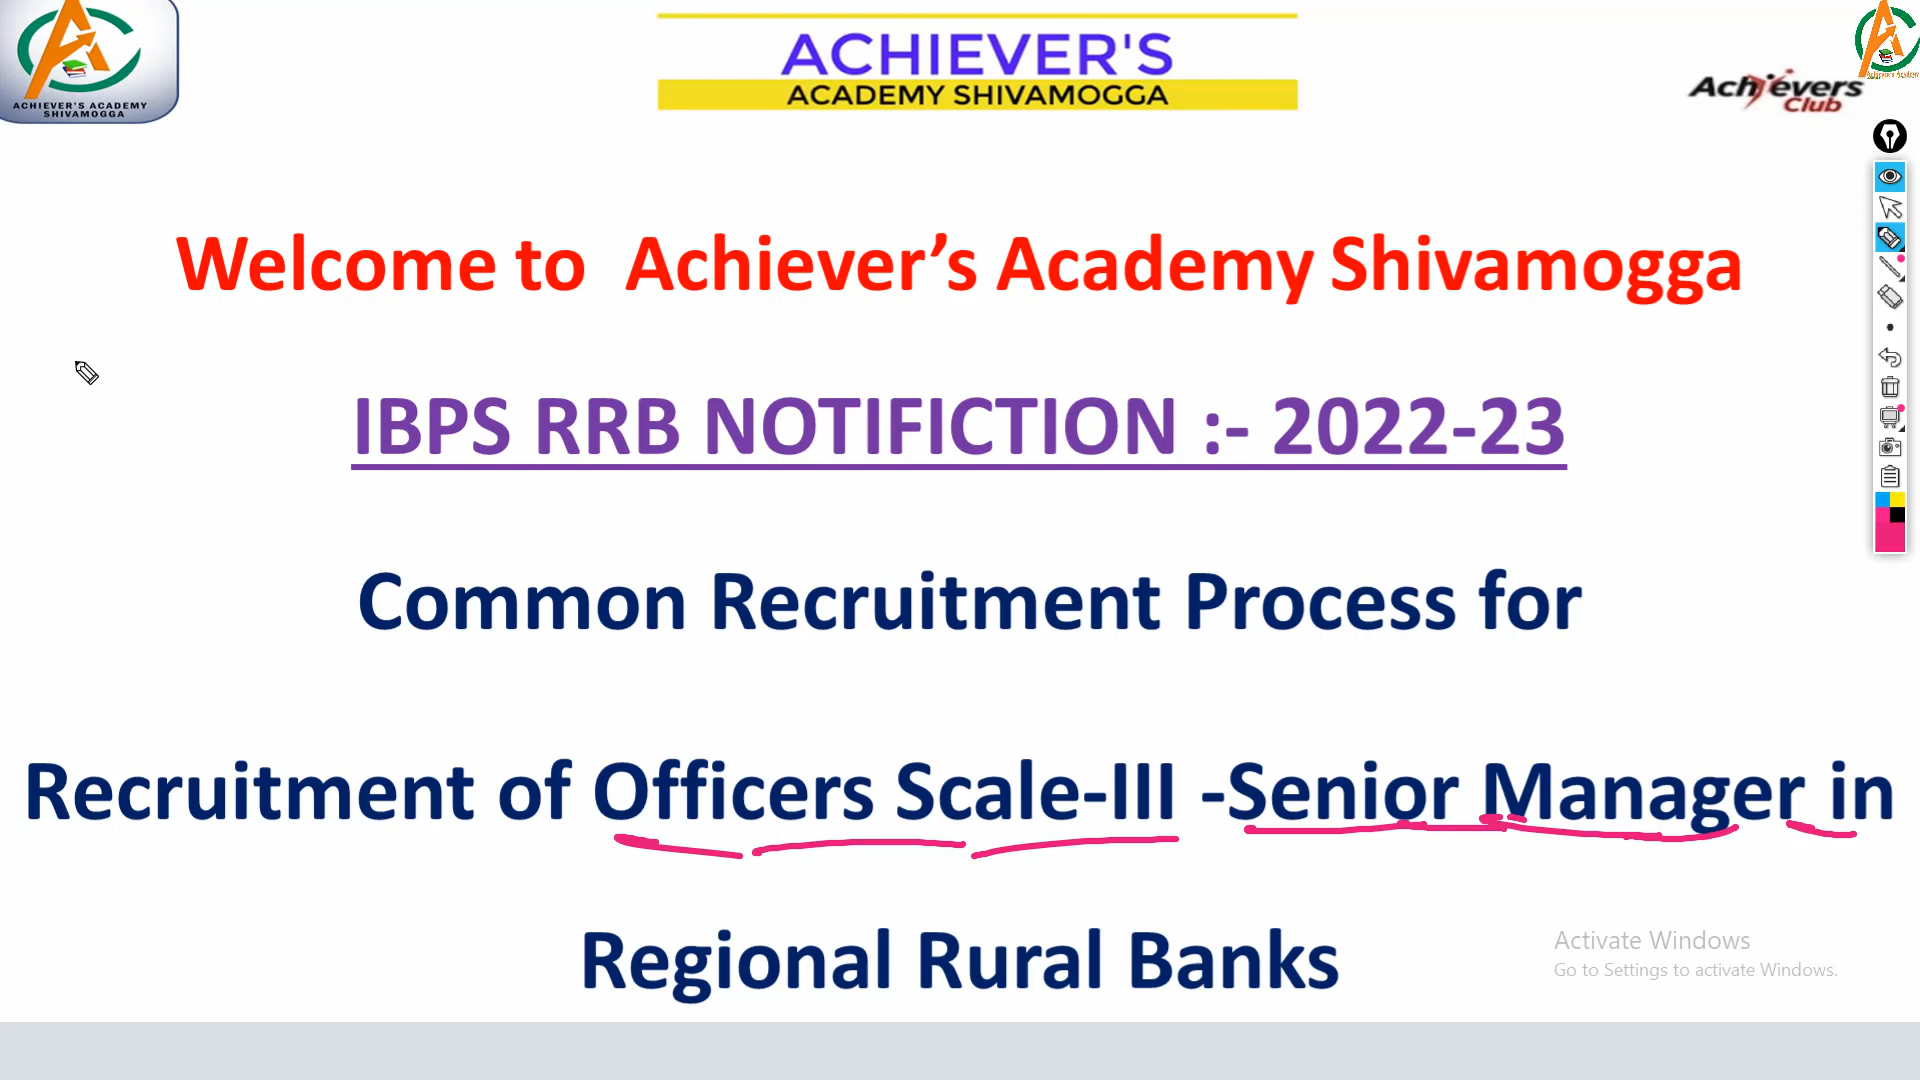 ACHIEVER'S ACADEMY
SHIVAMOGGA
ACHIEVER'S
ACADEMY SHIVAMOGGA
Achievers
Club
Achiever's Academy
Welcome to Achiever’s Academy Shivamogga
IBPS RRB NOTIFICTION :- 2022-23
Common Recruitment Process for
Recruitment of Officers Scale-III -Senior Manager in
Regional Rural Banks
Activate Windows
Go to Settings to activate Windows.